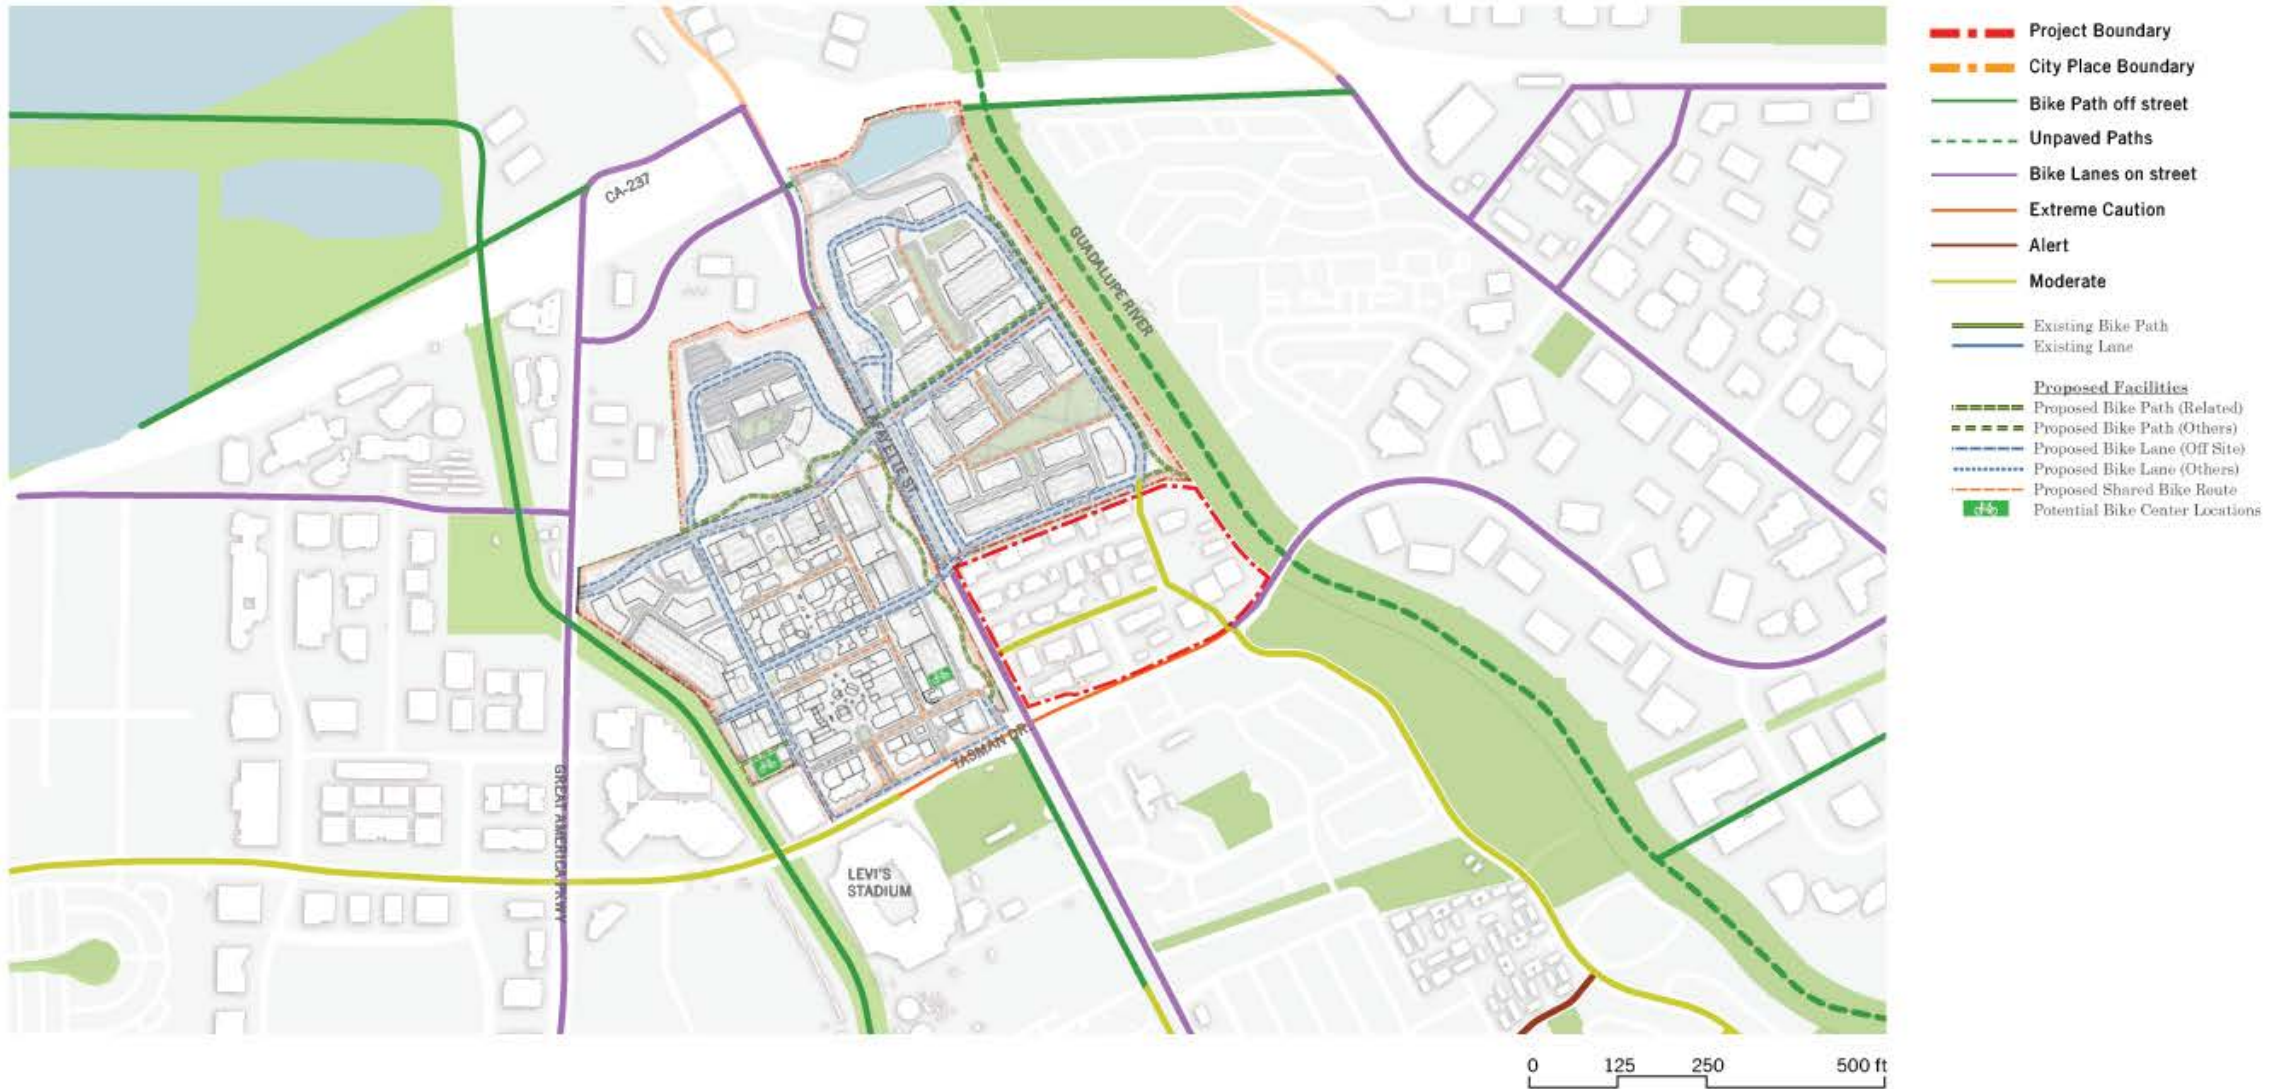 Project Boundary
City Place Boundary
Bike Path off street
Unpaved Paths
Bike Lanes on street
Extreme Caution
Alert
Moderate
Existing Bike Path
Existing Lane
Proposed Facilities
Proposed Bike Path (Related)
Proposed Bike Path (Others)
Proposed Bike Lane (Off Site)
Proposed Bike Lane (Others)
Proposed Shared Bike Route
Potential Bike Center Locations
CA-237
GUADALUPE RIVER
LAFAYETTE ST
TASMAN DR
GREAT AMERICA PKWY
LEVI'S
STADIUM
0 125 250 500 ft